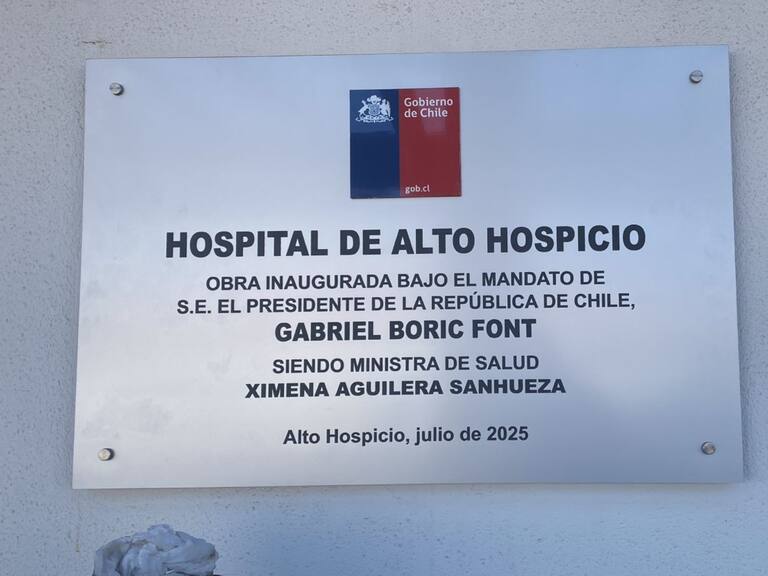 Gobierno
de Chile
gob.cl
HOSPITAL DE ALTO HOSPICIO
OBRA INAUGURADA BAJO EL MANDATO DE
S.E. EL PRESIDENTE DE LA REPÚBLICA DE CHILE,
GABRIEL BORIC FONT
SIENDO MINISTRA DE SALUD
XIMENA AGUILERA SANHUEZA
Alto Hospicio, julio de 2025